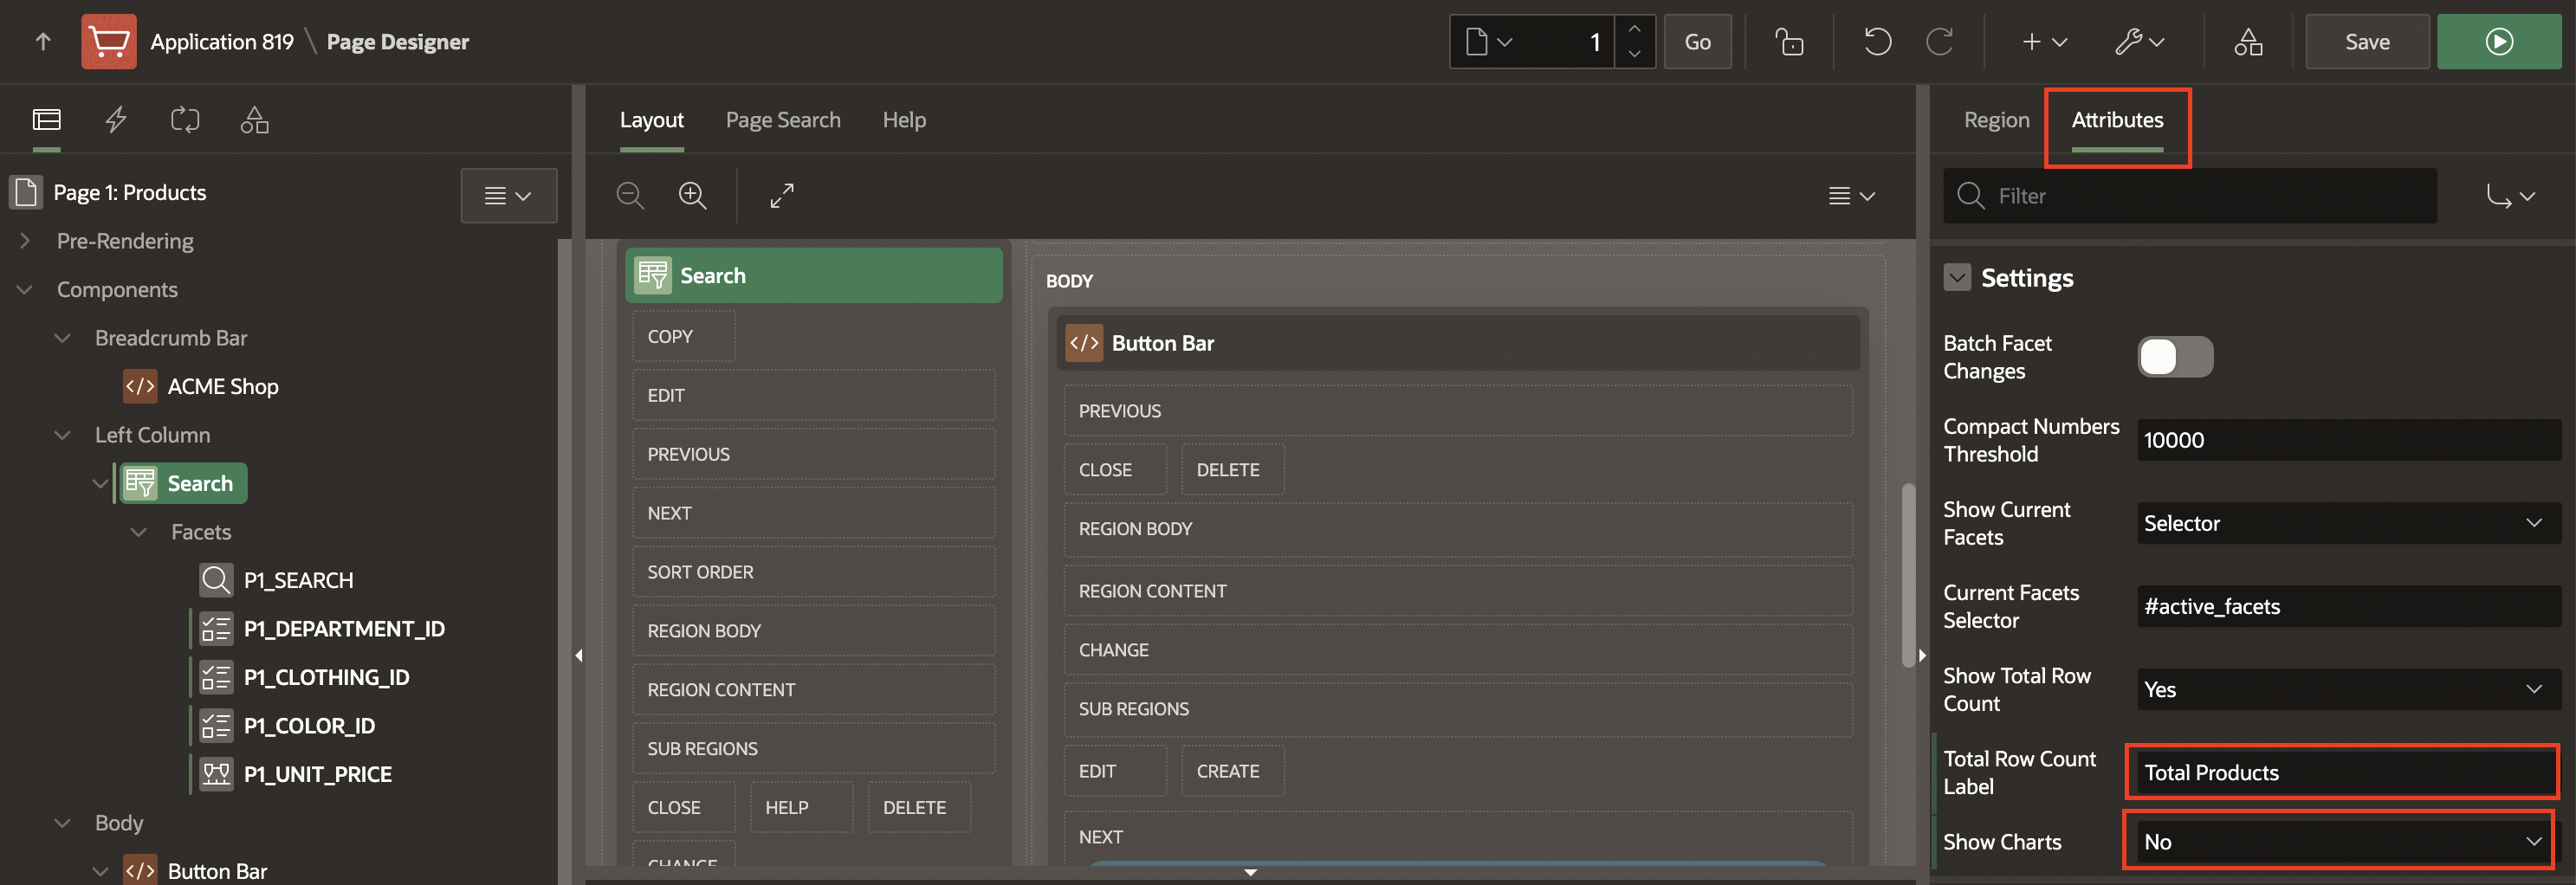 Application 819 \ Page Designer
1
Go
Save
Page 1: Products
Pre-Rendering
Components
Breadcrumb Bar
</> ACME Shop
Left Column
Search
Facets
P1_SEARCH
P1_DEPARTMENT_ID
P1_CLOTHING_ID
P1_COLOR_ID
P1_UNIT_PRICE
Body
</> Button Bar
Layout Page Search Help
Search
COPY
EDIT
PREVIOUS
NEXT
SORT ORDER
REGION BODY
REGION CONTENT
SUB REGIONS
CLOSE HELP DELETE
CHANGE
BODY
</> Button Bar
PREVIOUS
CLOSE DELETE
REGION BODY
REGION CONTENT
CHANGE
SUB REGIONS
EDIT CREATE
NEXT
Region Attributes
Filter
Settings
Batch Facet
Changes
Compact Numbers
Threshold
10000
Show Current
Facets
Selector
Current Facets
Selector
#active_facets
Show Total Row
Count
Yes
Total Row Count
Label
Total Products
Show Charts
No